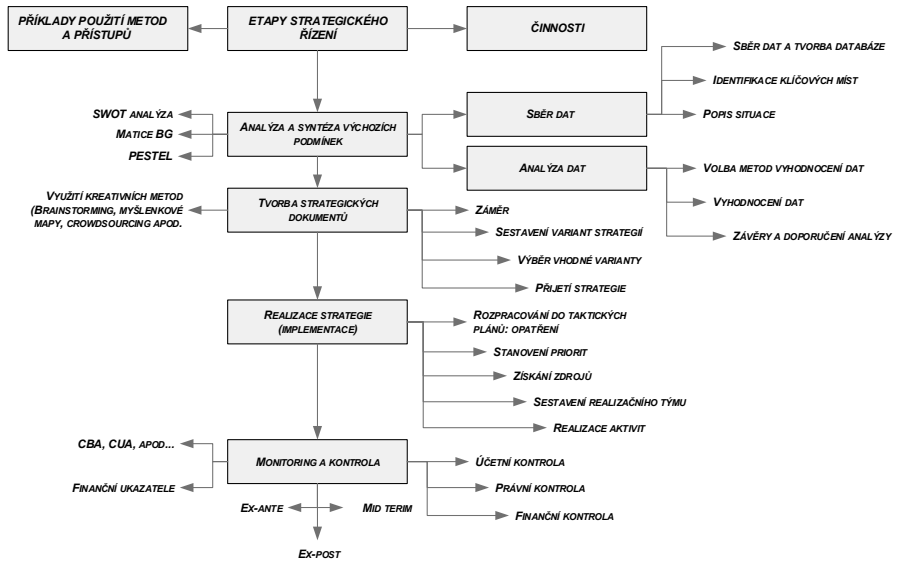 PŘÍKLADY POUŽITÍ METOD
A PŘÍSTUPŮ
ETAPY STRATEGICKÉHO
ŘÍZENÍ
ČINNOSTI
SBĚR DAT A TVORBA DATABÁZE
IDENTIFIKACE KLÍČOVÝCH MÍST
POPIS SITUACE
SWOT ANALÝZA
MATICE BG
PESTEL
ANALÝZA A SYNTÉZA VÝCHOZÍCH
PODMÍNEK
SBĚR DAT
ANALÝZA DAT
VOLBA METOD VYHODNOCENÍ DAT
VYHODNOCENÍ DAT
ZÁVĚRY A DOPORUČENÍ ANALÝZY
VYUŽITÍ KREATIVNÍCH METOD
(BRAINSTORMING, MYŠLENKOVÉ
MAPY, CROWDSOURCING APOD.
TVORBA STRATEGICKÝCH
DOKUMENTŮ
ZÁMĚR
SESTAVENÍ VARIANT STRATEGIÍ
VÝBĚR VHODNÉ VARIANTY
PŘIJETÍ STRATEGIE
REALIZACE STRATEGIE
(IMPLEMENTACE)
ROZPRACOVÁNÍ DO TAKTICKÝCH
PLÁNŮ: OPATŘENÍ
STANOVENÍ PRIORIT
ZÍSKÁNÍ ZDROJŮ
SESTAVENÍ REALIZAČNÍHO TÝMU
REALIZACE AKTIVIT
CBA, CUA, APOD...
FINANČNÍ UKAZATELE
MONITORING A KONTROLA
ÚČETNÍ KONTROLA
PRÁVNÍ KONTROLA
FINANČNÍ KONTROLA
EX-ANTE
MID TERIM
EX-POST